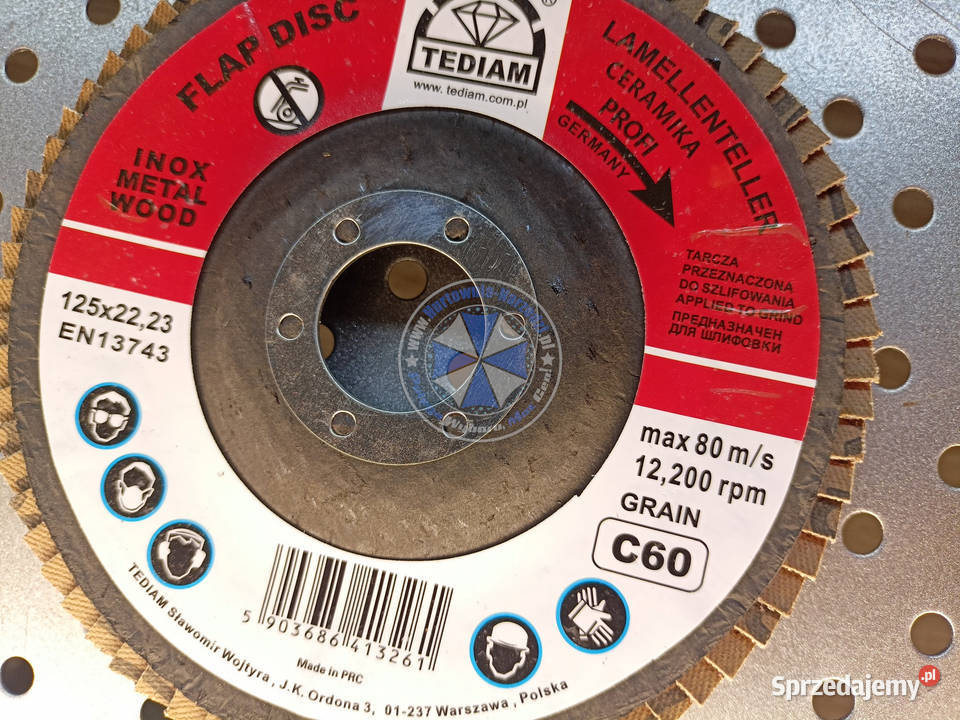 FLAP DISC
®
TEDIAM
www. tediam.com.pl
LAMELLENTELLER
CERAMIKA
PROFI
GERMANY
INOX
METAL
WOOD
TARCZA
PRZEZNACZONA
DO SZLIFOWANIA
APPLIED TO GRIND
ПРЕДНАЗНАЧЕН
ДЛЯ ШЛИФОВКИ
125x22,23
EN13743
max 80 m/s
12,200 rpm
GRAIN
C60
5 903686 413261
Made in PRC
TEDIAM Sławomir Wojtyra , J.K. Ordona 3, 01-237 Warszawa , Polska
Sprzedajemy.pl